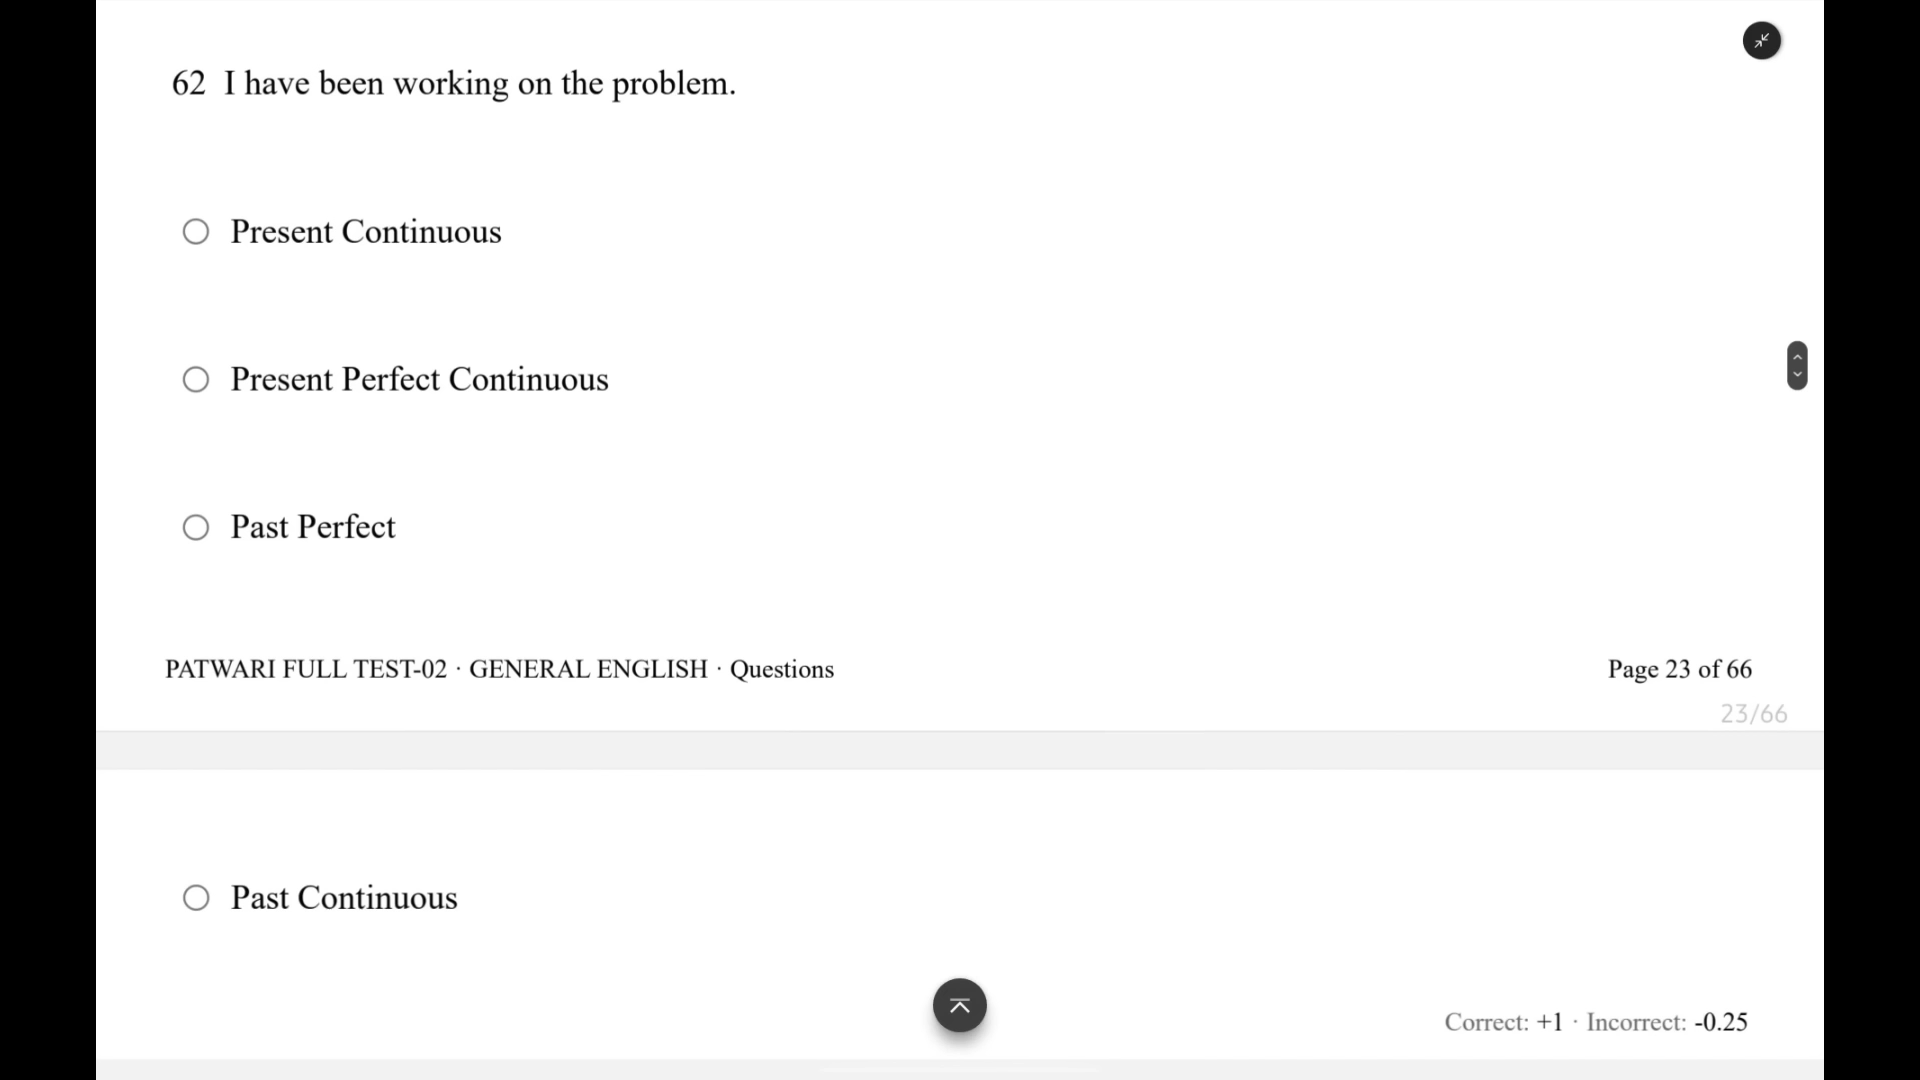 62 I have been working on the problem.
Present Continuous
Present Perfect Continuous
Past Perfect
PATWARI FULL TEST-02 · GENERAL ENGLISH · Questions Page 23 of 66
23/66
Past Continuous
Correct: +1 · Incorrect: -0.25